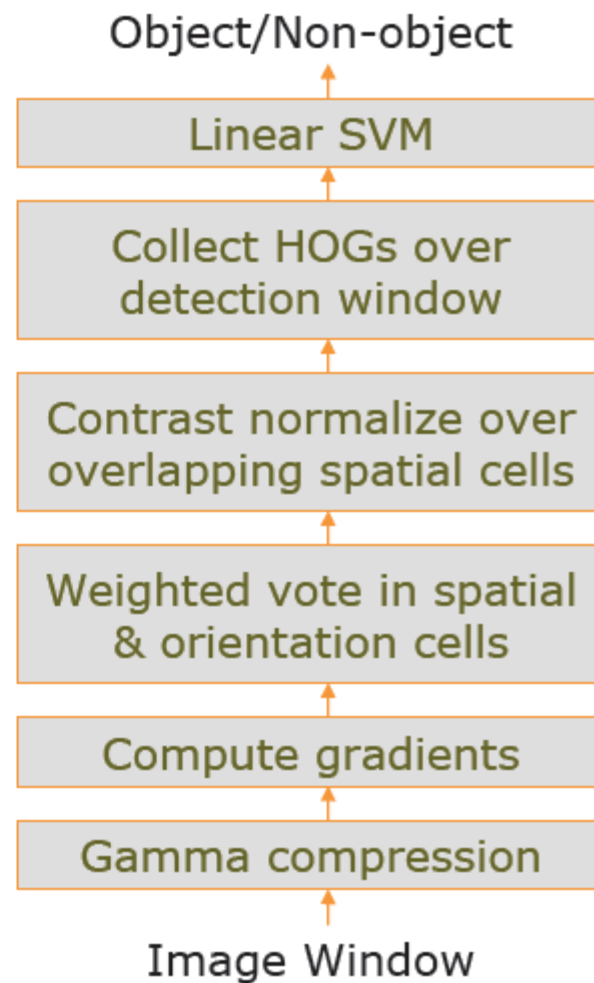 Object/Non-object
Linear SVM
Collect HOGs over
detection window
Contrast normalize over
overlapping spatial cells
Weighted vote in spatial
& orientation cells
Compute gradients
Gamma compression
Image Window